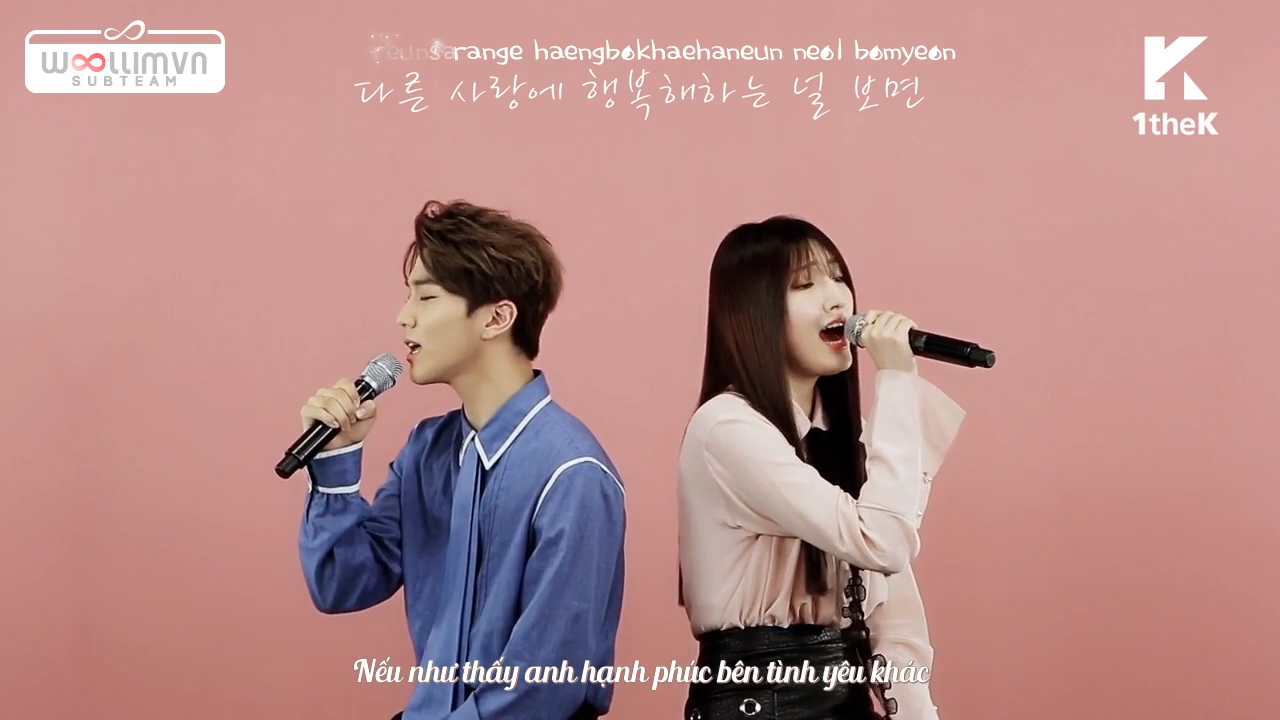 WOOLLIMVN
SUBTEAM
reunsarange haengbokhaehaneun neol bomyeon
다른 사랑에 행복해하는 널 보면
1theK
Nếu như thấy anh hạnh phúc bên tình yêu khác